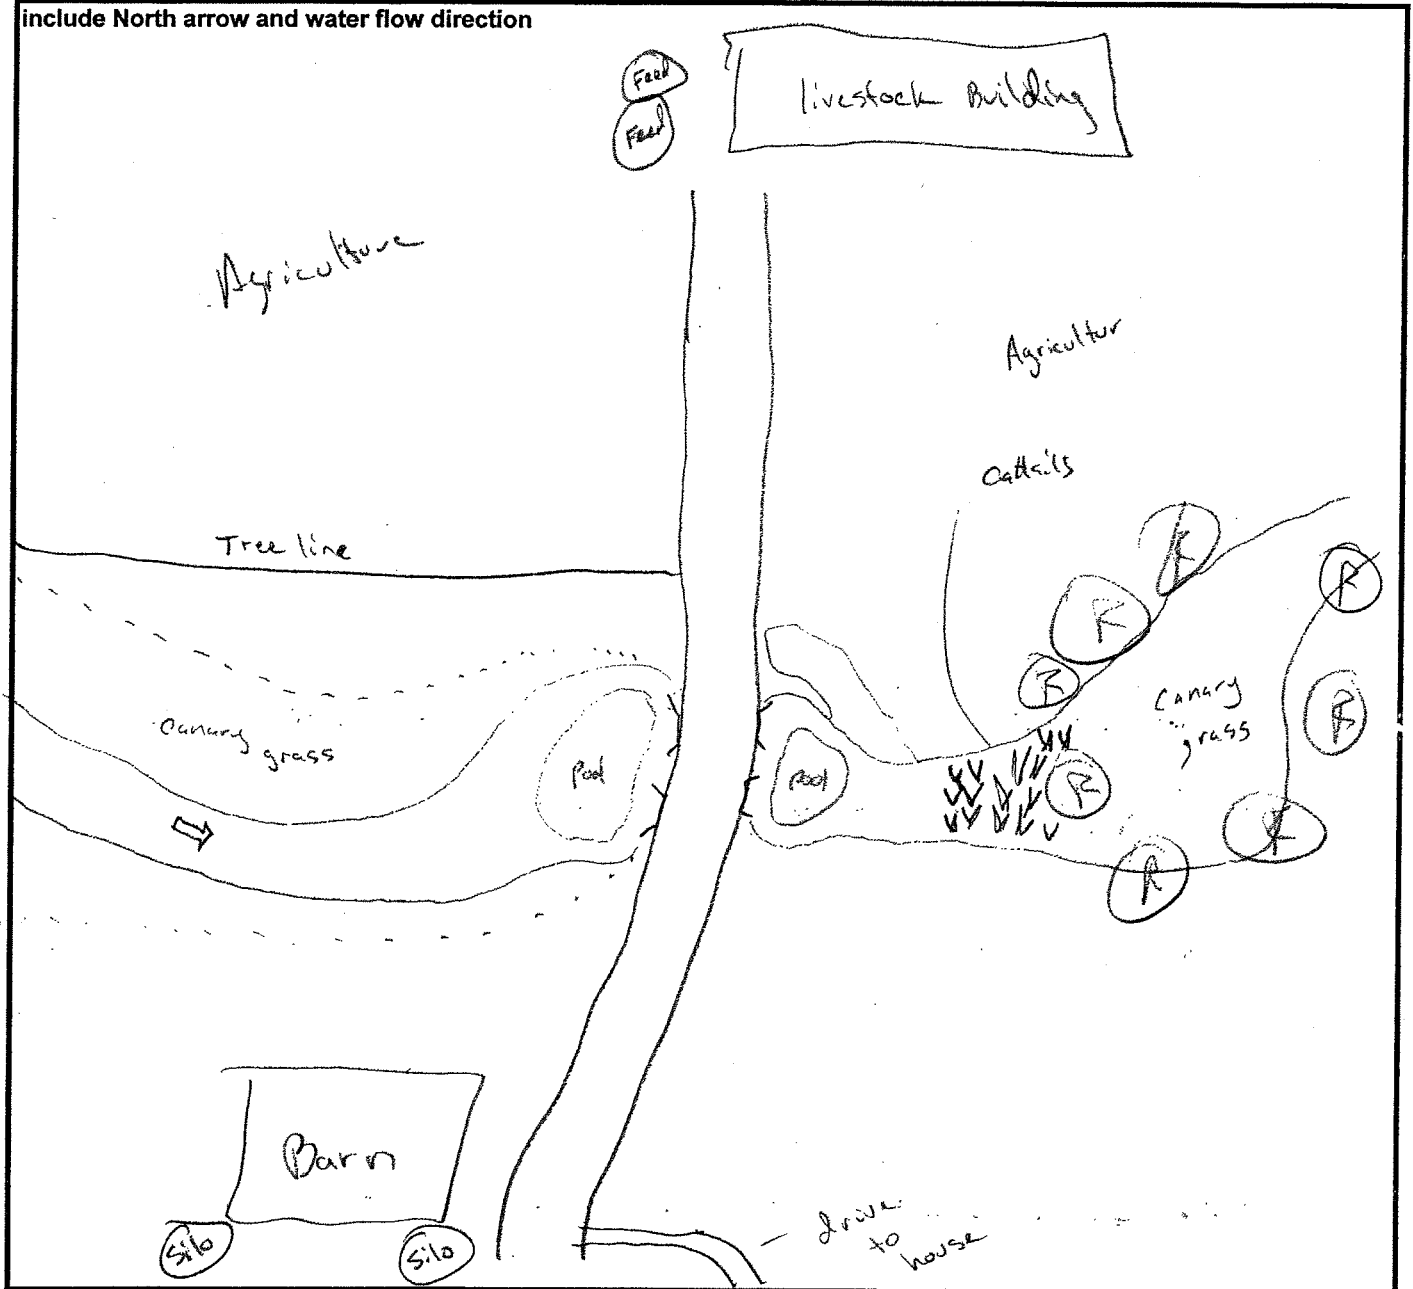 include North arrow and water flow direction
Feed
Feed
livestock Building
Agriculture
Agricultur
Cattails
Tree line
R
R
R
R
Canary
grass
R
Canary
grass
Pool
Pool
R
R
R
Barn
Silo
Silo
drive
to
house